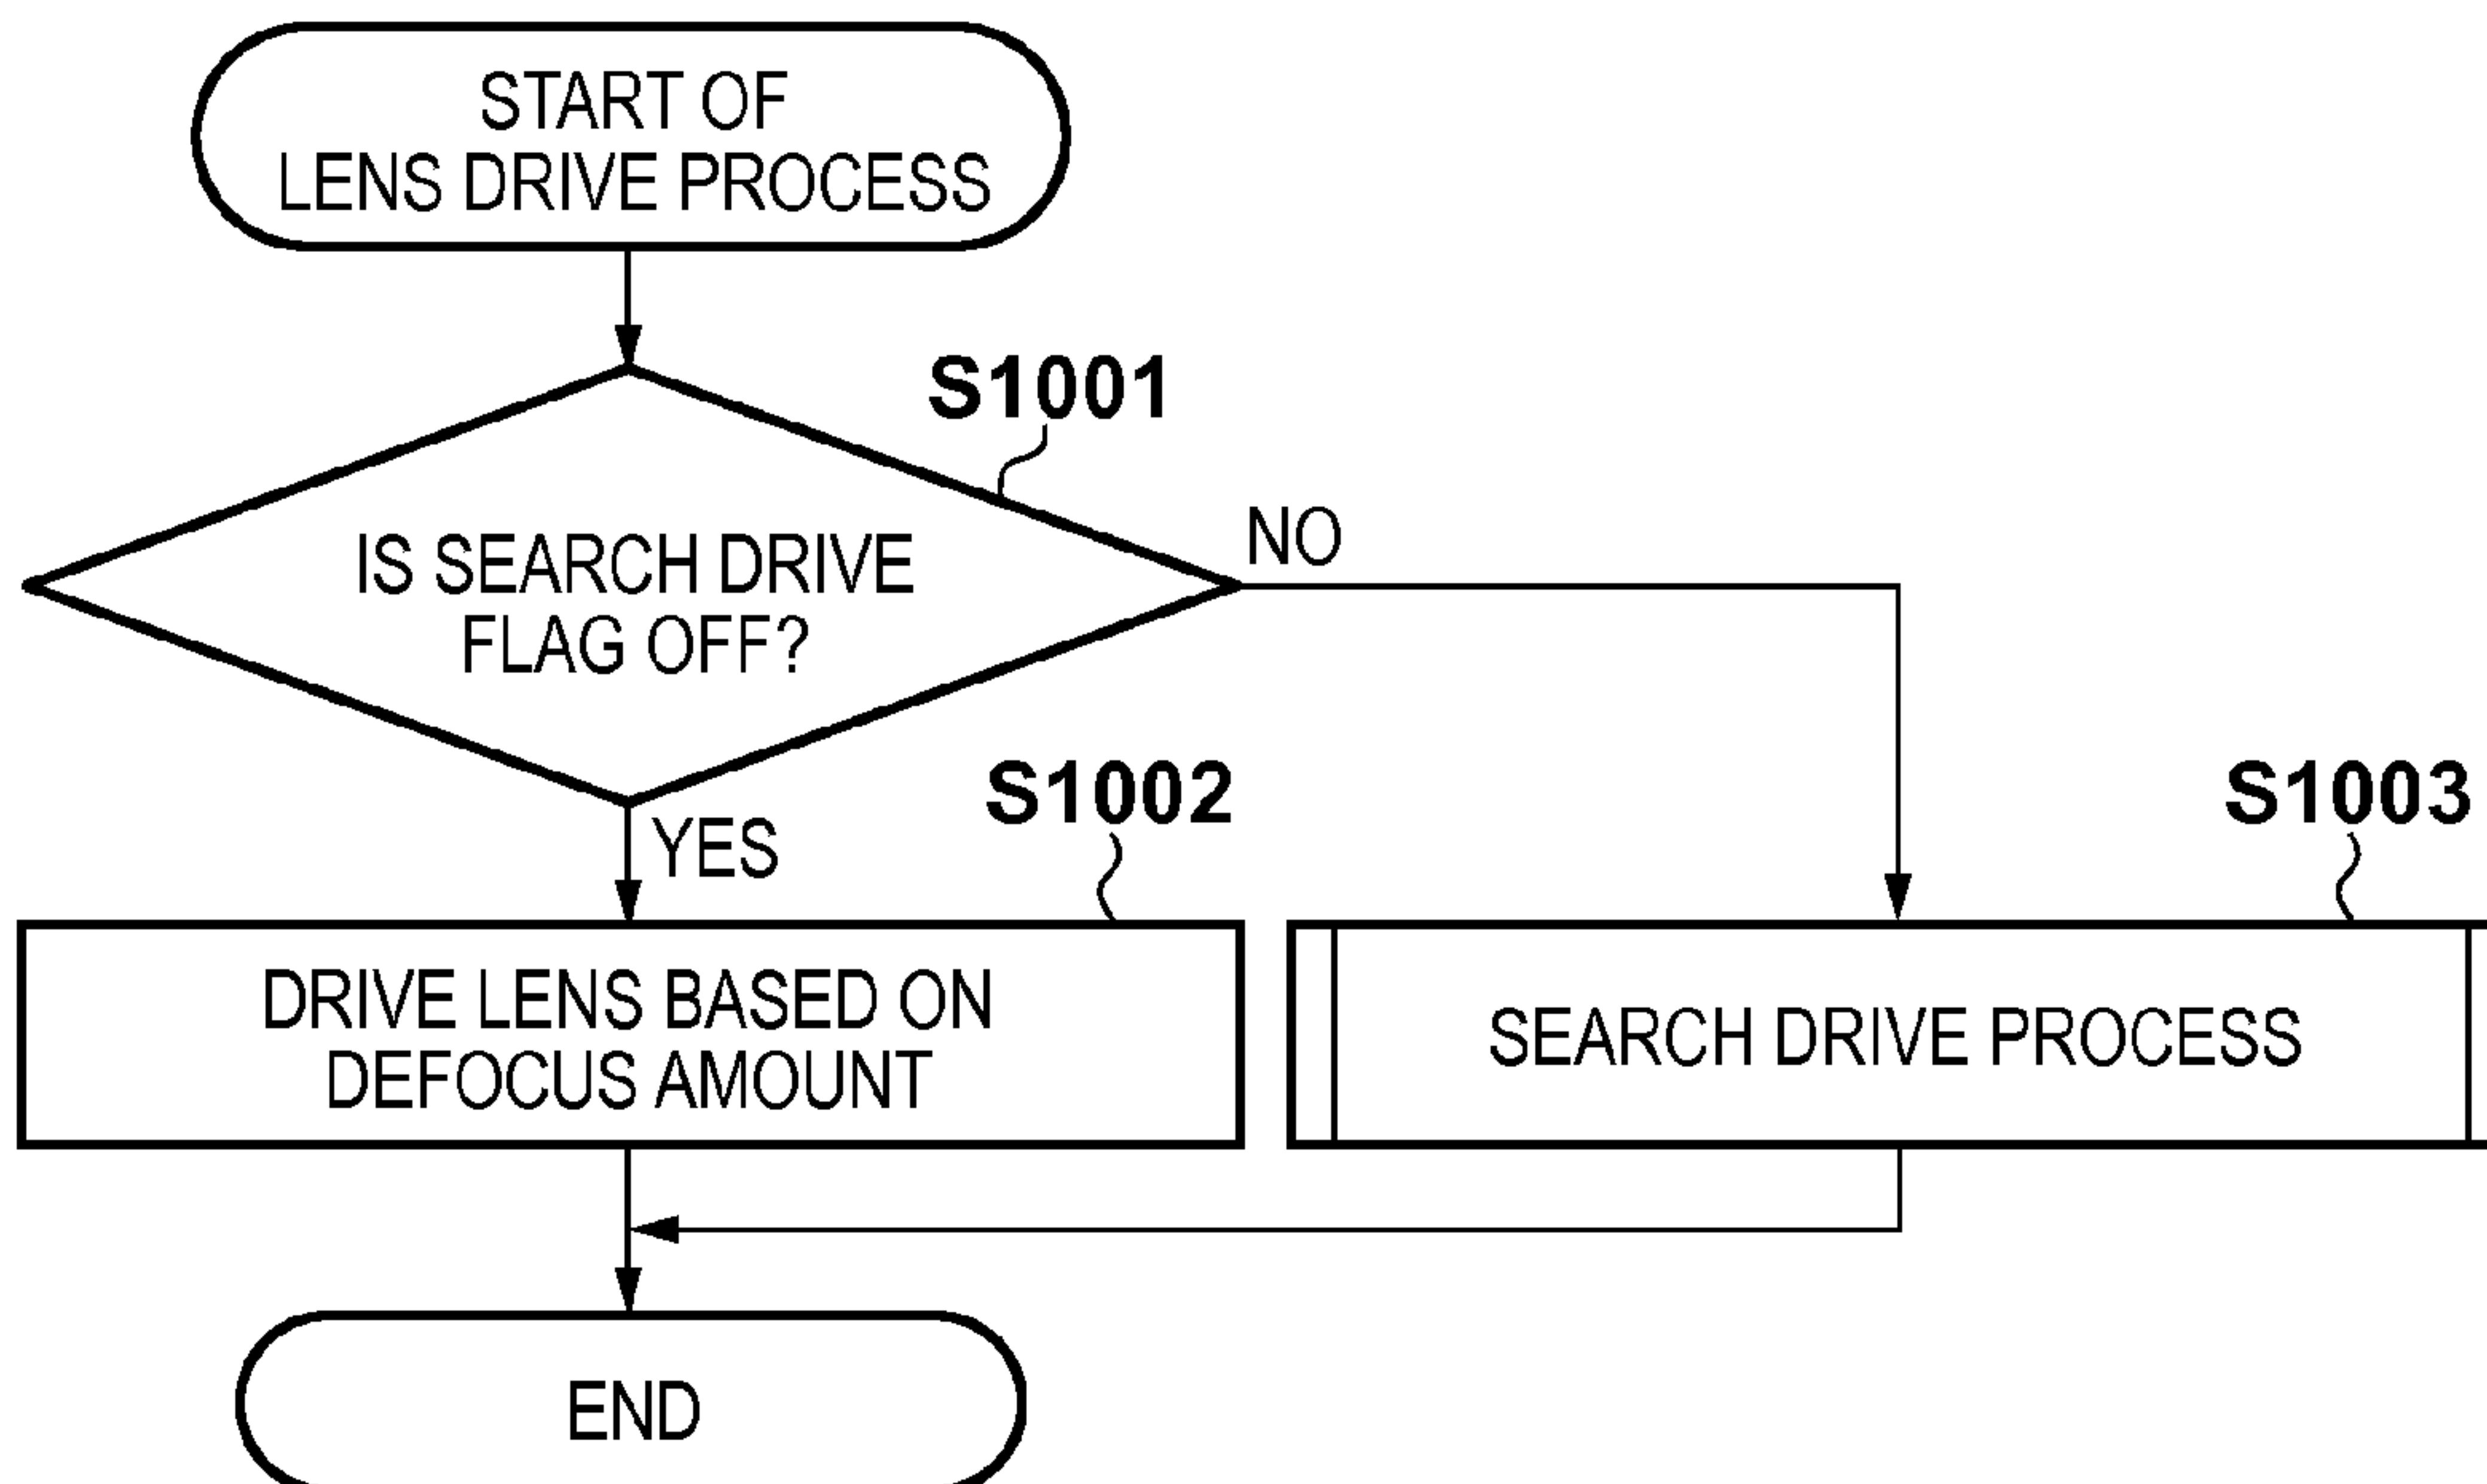 START OF
LENS DRIVE PROCESS
S1001
IS SEARCH DRIVE
FLAG OFF?
NO
YES
S1002
S1003
DRIVE LENS BASED ON
DEFOCUS AMOUNT
SEARCH DRIVE PROCESS
END